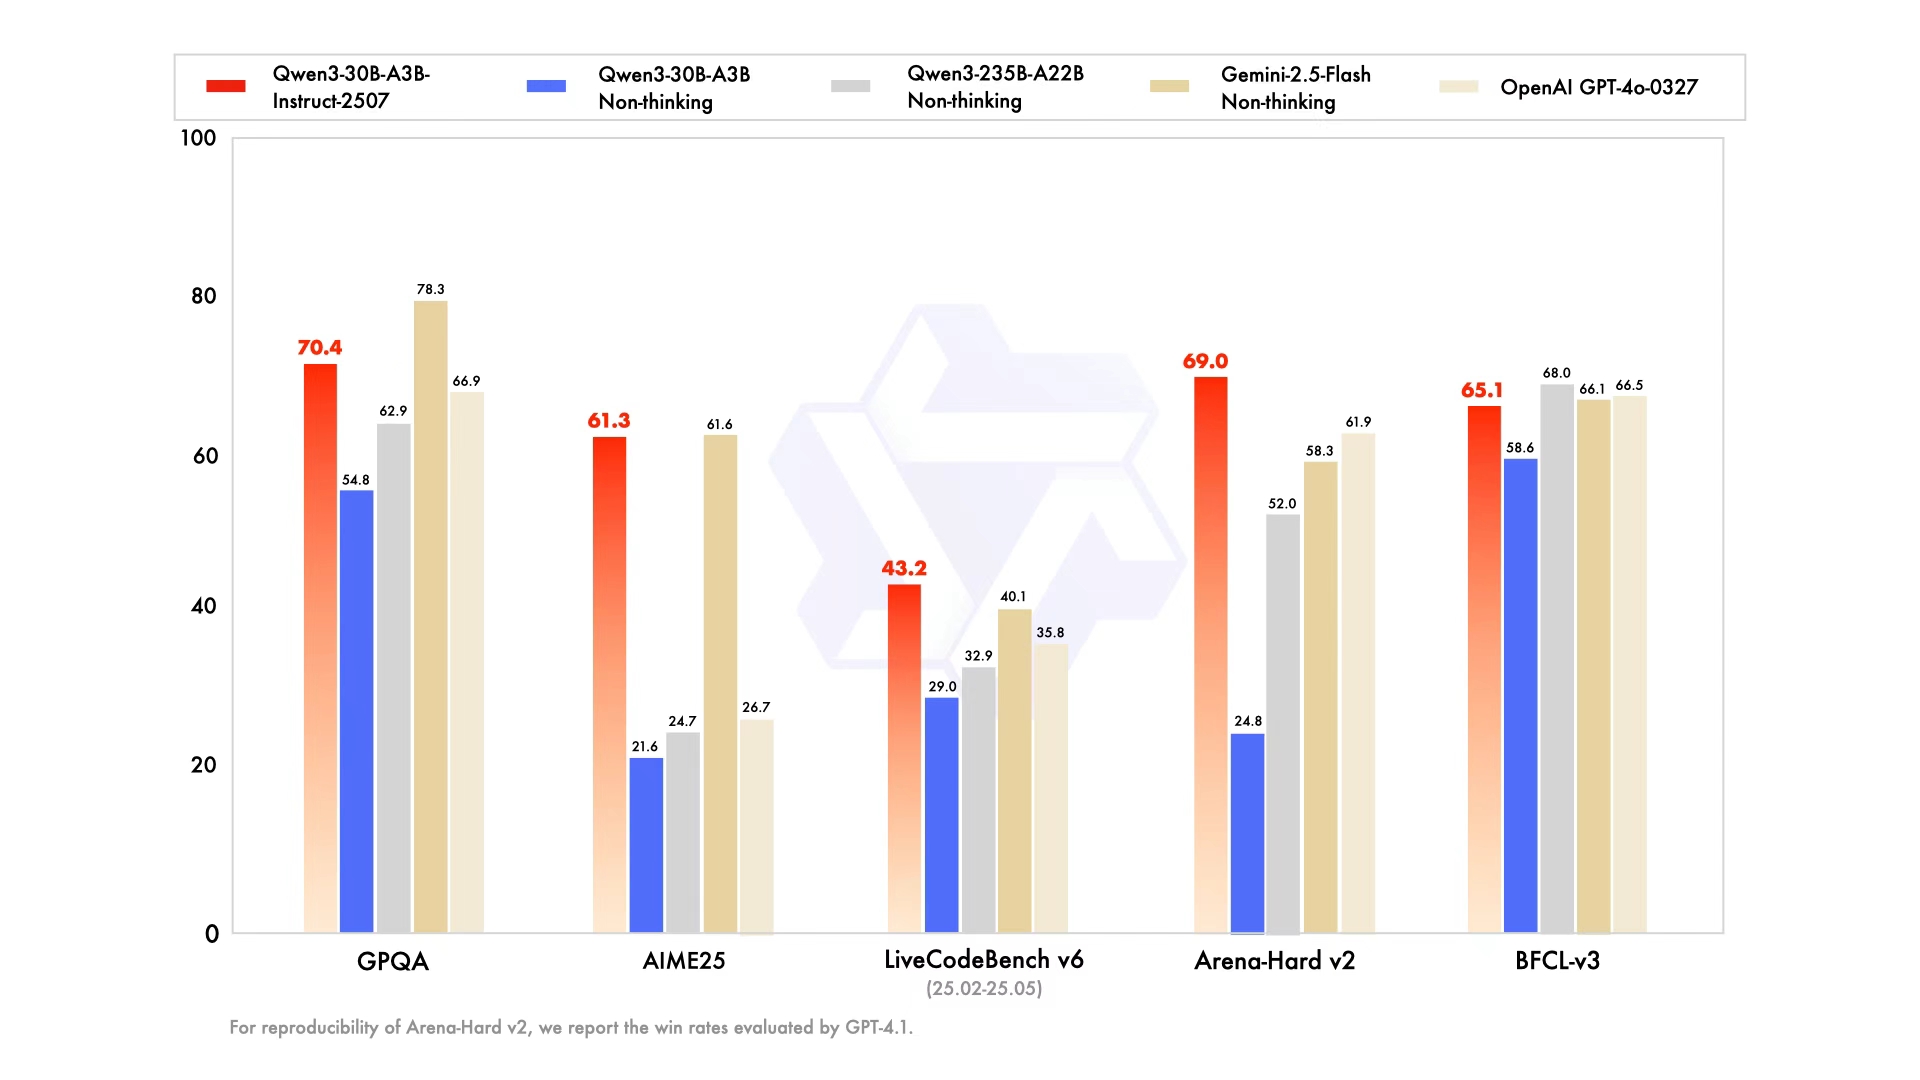 Qwen3-30B-A3B-
Instruct-2507
Qwen3-30B-A3B
Non-thinking
Qwen3-235B-A22B
Non-thinking
Gemini-2.5-Flash
Non-thinking
OpenAI GPT-4o-0327
100
80
60
40
20
0
70.4
54.8
62.9
78.3
66.9
61.3
21.6
24.7
61.6
26.7
43.2
29.0
32.9
40.1
35.8
69.0
24.8
52.0
58.3
61.9
65.1
58.6
68.0
66.1
66.5
GPQA
AIME25
LiveCodeBench v6
(25.02-25.05)
Arena-Hard v2
BFCL-v3
For reproducibility of Arena-Hard v2, we report the win rates evaluated by GPT-4.1.